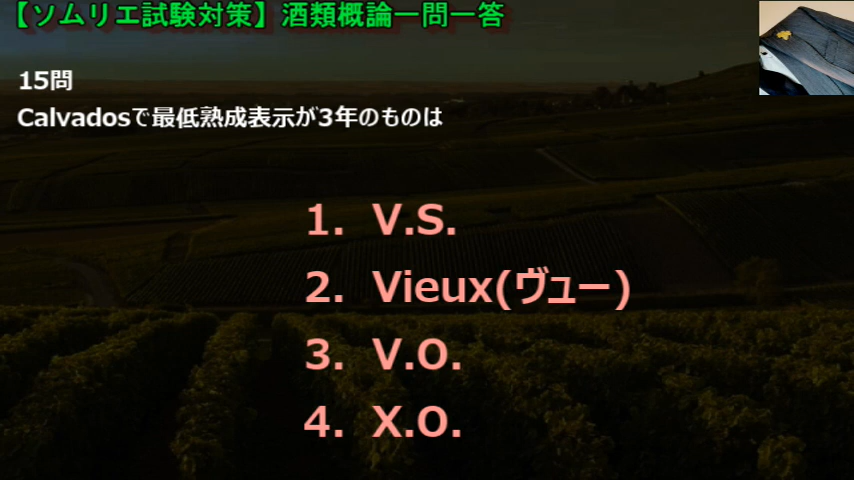 【ソムリエ試験対策】酒類概論一問一答
15問
Calvadosで最低熟成表示が3年のものは
1. V.S.
2. Vieux(ヴュー)
3. V.O.
4. X.O.